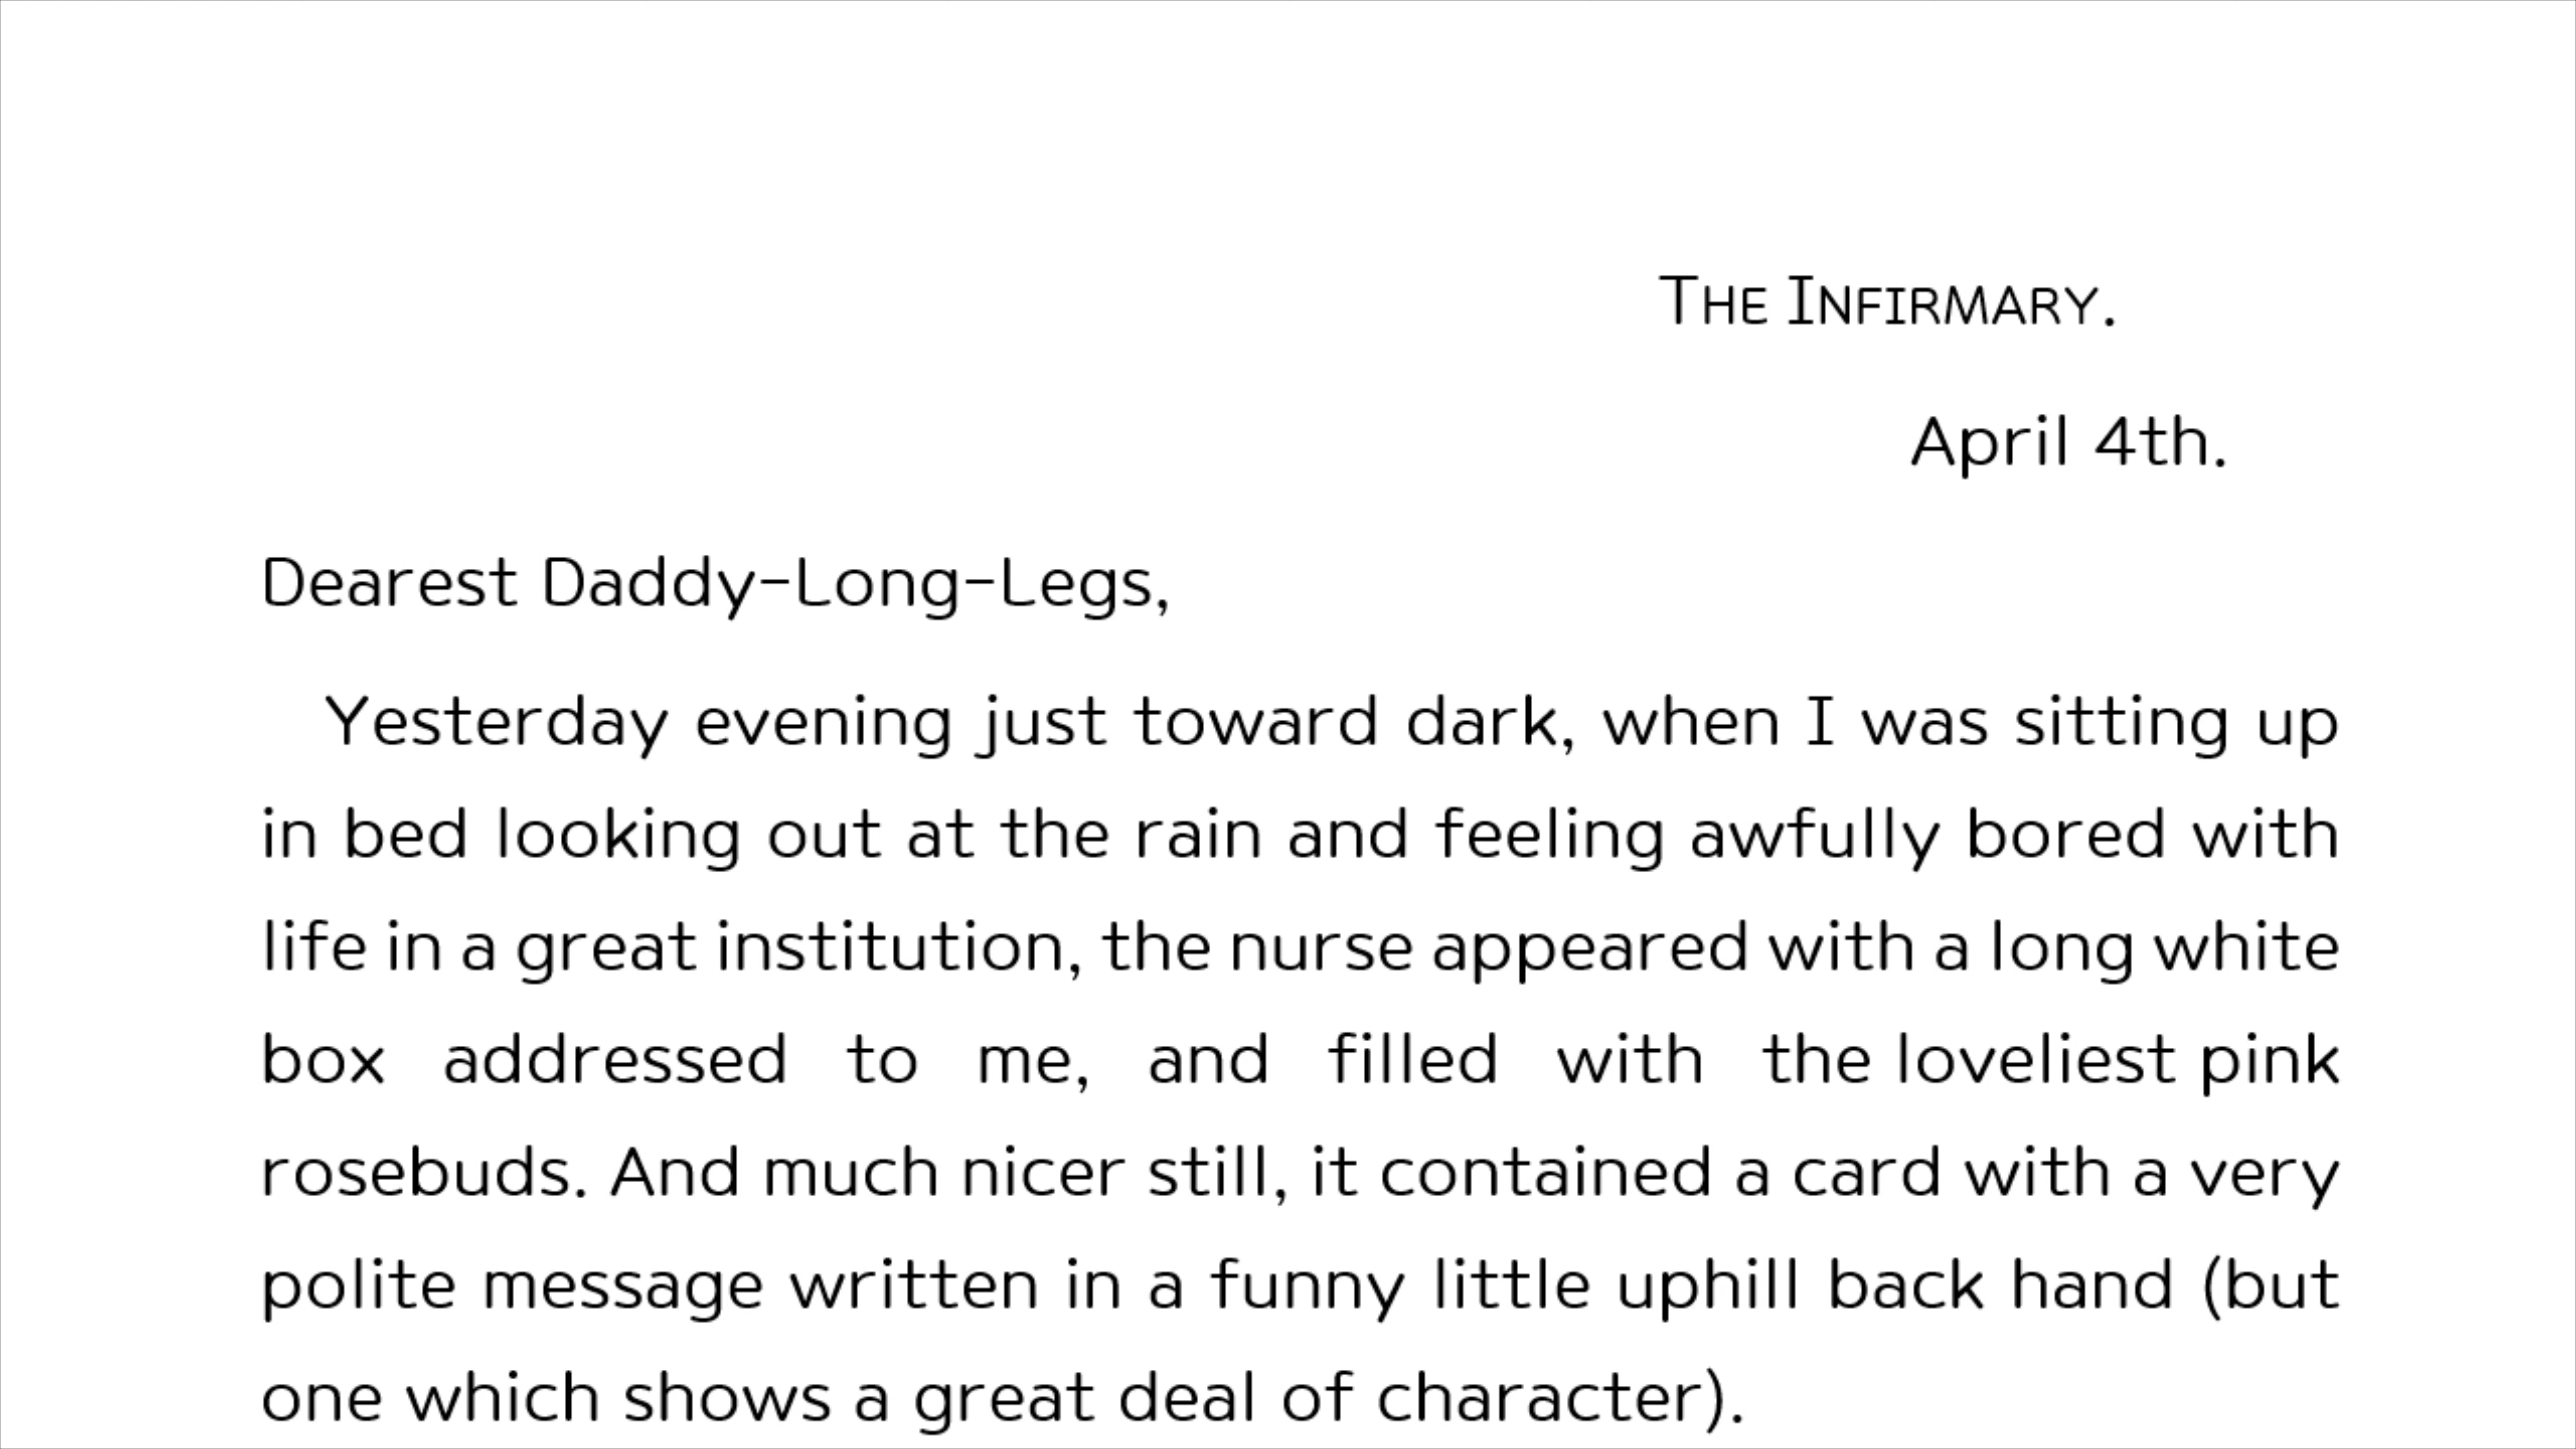 The Infirmary.
April 4th.
Dearest Daddy-Long-Legs,
Yesterday evening just toward dark, when I was sitting up
in bed looking out at the rain and feeling awfully bored with
life in a great institution, the nurse appeared with a long white
box addressed to me, and filled with the loveliest pink
rosebuds. And much nicer still, it contained a card with a very
polite message written in a funny little uphill back hand (but
one which shows a great deal of character).